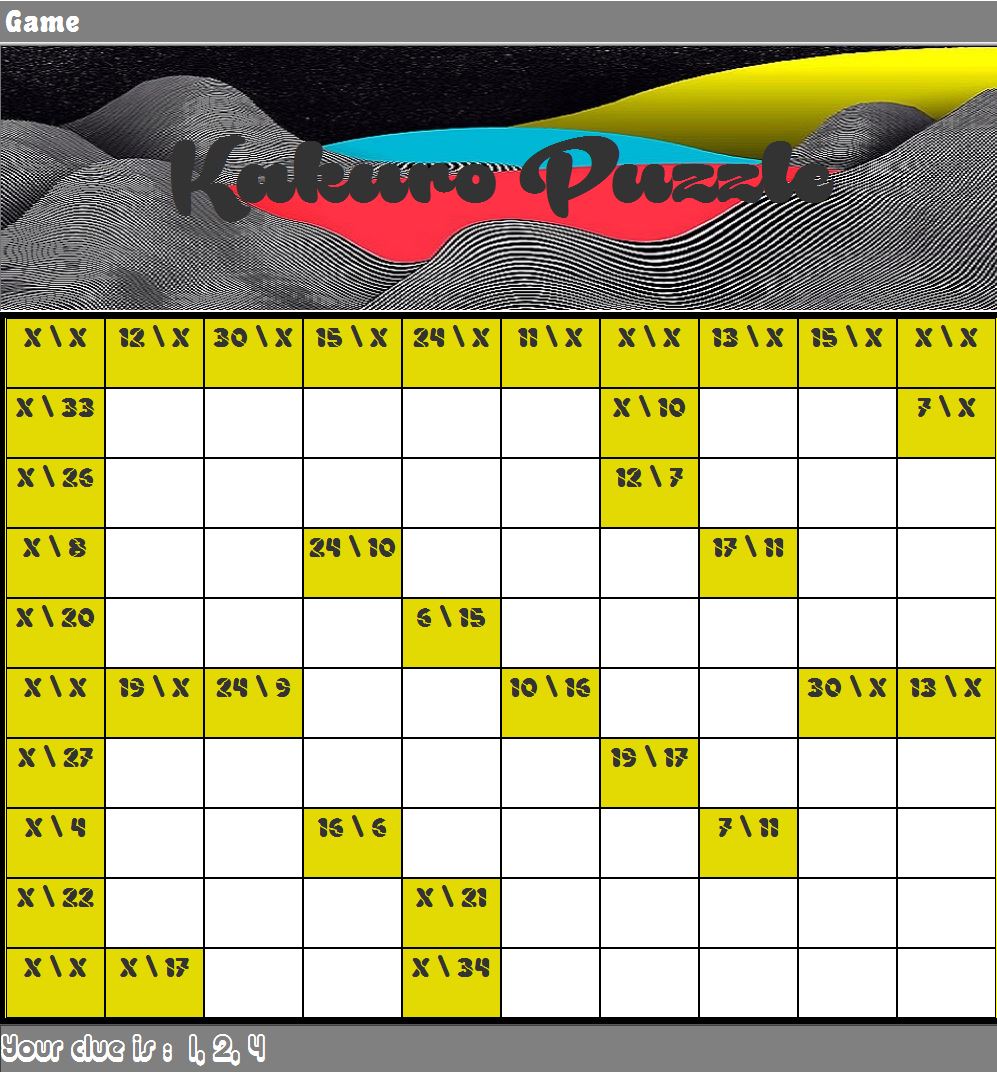 Game
Kakuro Puzzle
X \ X 12 \ X 30 \ X 15 \ X 24 \ X 11 \ X X \ X 13 \ X 15 \ X X \ X
X \ 33 X \ 10 7 \ X
X \ 26 12 \ 7
X \ 8 24 \ 10 17 \ 11
X \ 20 6 \ 15
X \ X 19 \ X 24 \ 9 10 \ 16 30 \ X 13 \ X
X \ 27 19 \ 17
X \ 4 16 \ 6 7 \ 11
X \ 22 X \ 21
X \ X X \ 17 X \ 34
Your clue is : 1, 2, 4